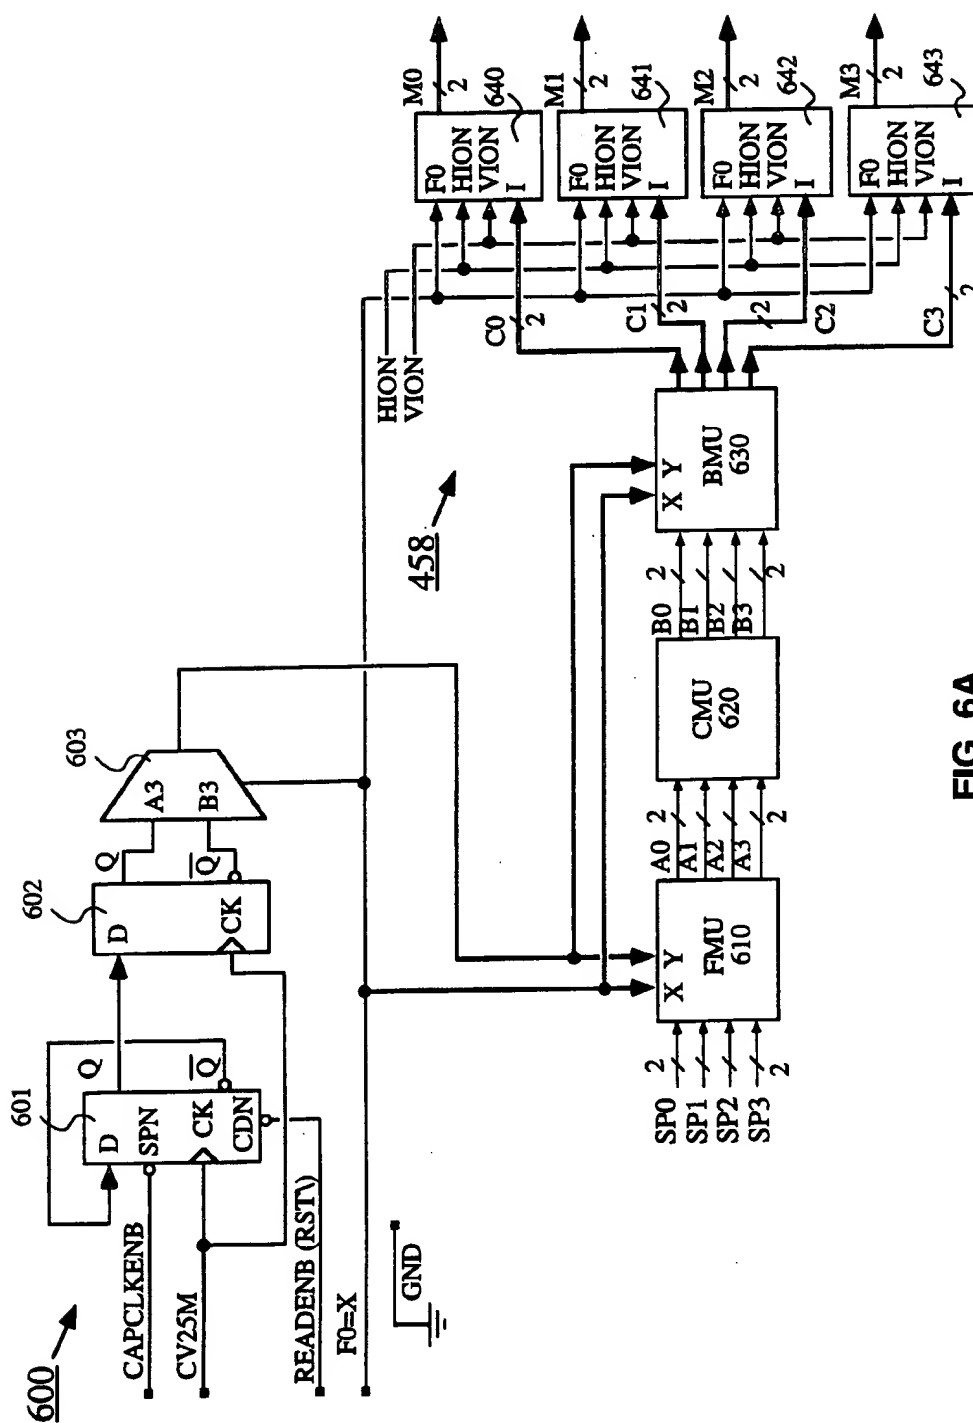 600
CAPCLKENB
CV25M
READENB (RST\)
F0=X
GND
601
D
SPN
CK
CDN
Q
Q
602
D
CK
Q
Q
603
A3
B3
458
HION
VION
SP0
SP1
SP2
SP3
2
2
X
Y
FMU
610
A0
A1
A2
A3
2
2
CMU
620
B0
B1
B2
B3
2
2
X
Y
BMU
630
C0
2
C1
2
C2
2
C3
2
F0
HION
VION
I
640
M0
2
F0
HION
VION
I
641
M1
2
F0
HION
VION
I
642
M2
2
F0
HION
VION
I
643
M3
2
FIG. 6A